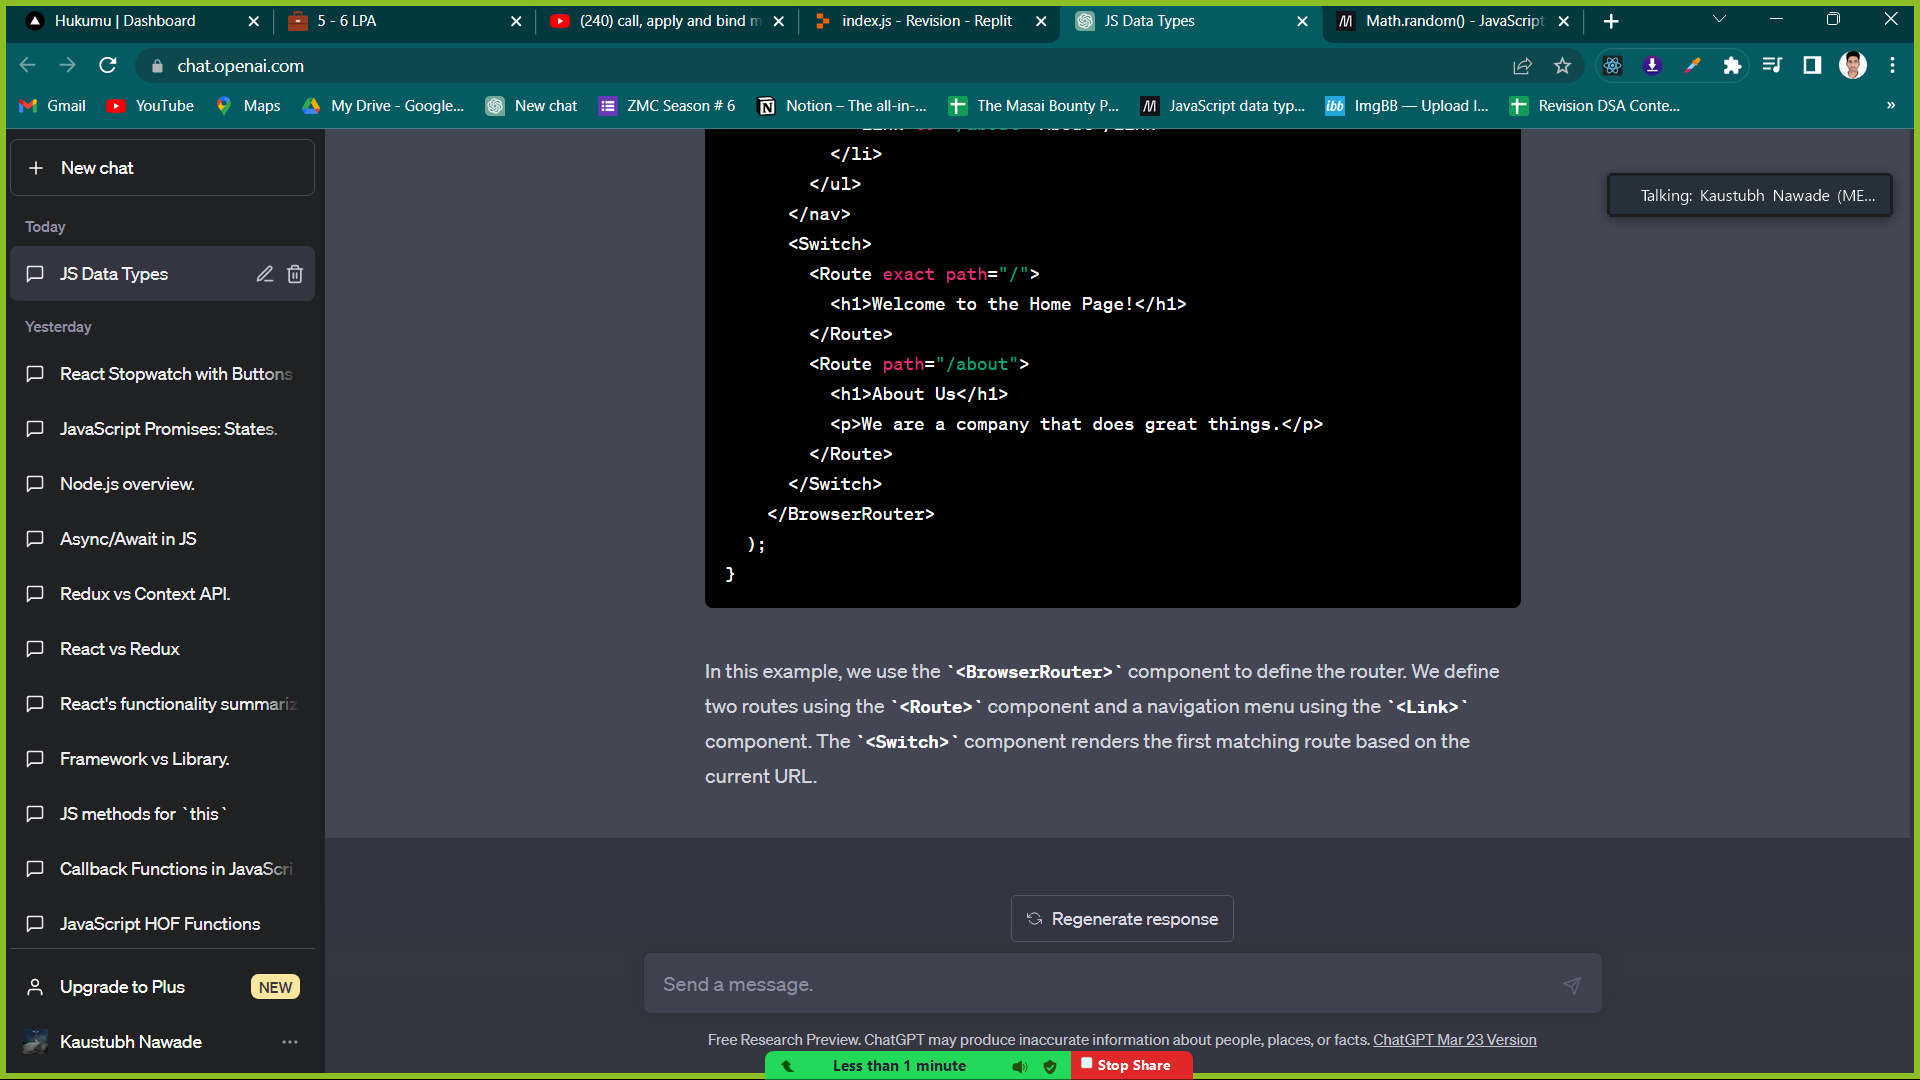 Hukumu | Dashboard
5 - 6 LPA
(240) call, apply and bind m
index.js - Revision - Replit
JS Data Types
Math.random() - JavaScript
chat.openai.com
Gmail
YouTube
Maps
My Drive - Google...
New chat
ZMC Season # 6
Notion – The all-in-...
The Masai Bounty P...
JavaScript data typ...
ibb
ImgBB — Upload I...
Revision DSA Conte...
»
+ New chat
Today
JS Data Types
Yesterday
React Stopwatch with Buttons
JavaScript Promises: States.
Node.js overview.
Async/Await in JS
Redux vs Context API.
React vs Redux
React's functionality summariz
Framework vs Library.
JS methods for `this`
Callback Functions in JavaScri
JavaScript HOF Functions
Upgrade to Plus NEW
Kaustubh Nawade
Talking: Kaustubh Nawade (ME...
</li>
</ul>
</nav>
<Switch>
<Route exact path="/">
<h1>Welcome to the Home Page!</h1>
</Route>
<Route path="/about">
<h1>About Us</h1>
<p>We are a company that does great things.</p>
</Route>
</Switch>
</BrowserRouter>
);
}
In this example, we use the `<BrowserRouter>` component to define the router. We define
two routes using the `<Route>` component and a navigation menu using the `<Link>`
component. The `<Switch>` component renders the first matching route based on the
current URL.
Regenerate response
Send a message.
Free Research Preview. ChatGPT may produce inaccurate information about people, places, or facts. ChatGPT Mar 23 Version
Less than 1 minute
Stop Share